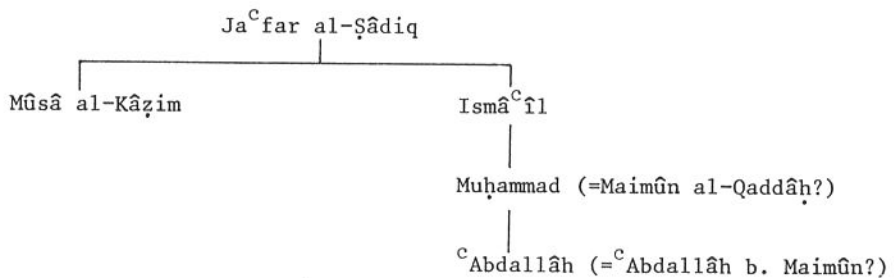 Jaᶜfar al-Ṣâdiq
Mûsâ al-Kâẓim Ismâᶜîl
Muḥammad (=Maimûn al-Qaddâḥ?)
ᶜAbdallâh (=ᶜAbdallâh b. Maimûn?)